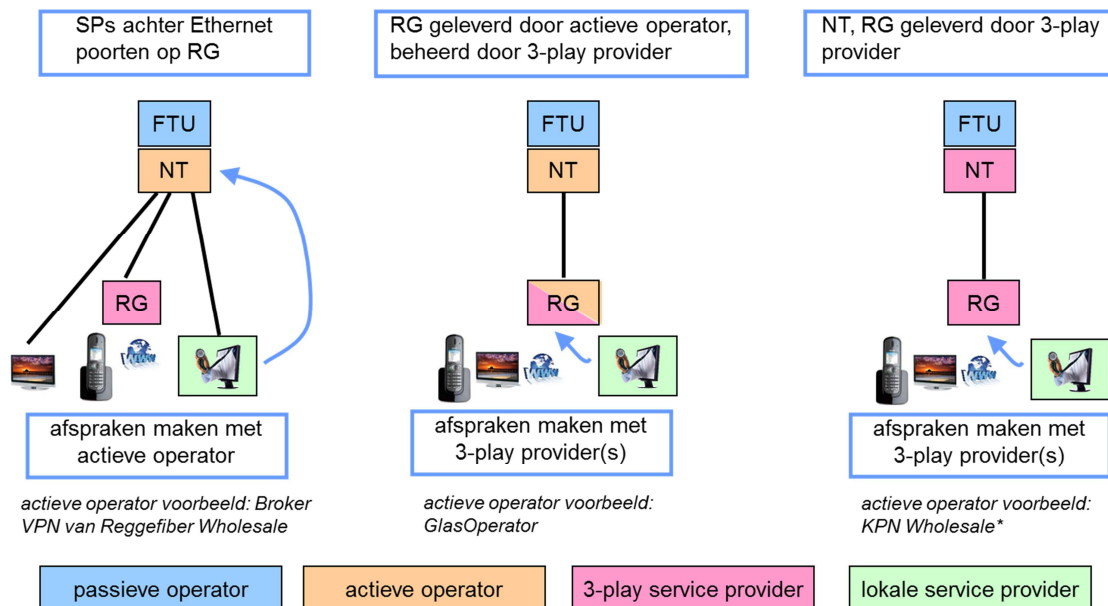 SPs achter Ethernet
poorten op RG
FTU
NT
RG
www
afspraken maken met
actieve operator
actieve operator voorbeeld: Broker
VPN van Reggefiber Wholesale
RG geleverd door actieve operator,
beheerd door 3-play provider
FTU
NT
RG
www
afspraken maken met
3-play provider(s)
actieve operator voorbeeld:
GlasOperator
NT, RG geleverd door 3-play
provider
FTU
NT
RG
www
afspraken maken met
3-play provider(s)
actieve operator voorbeeld:
KPN Wholesale*
passieve operator
actieve operator
3-play service provider
lokale service provider